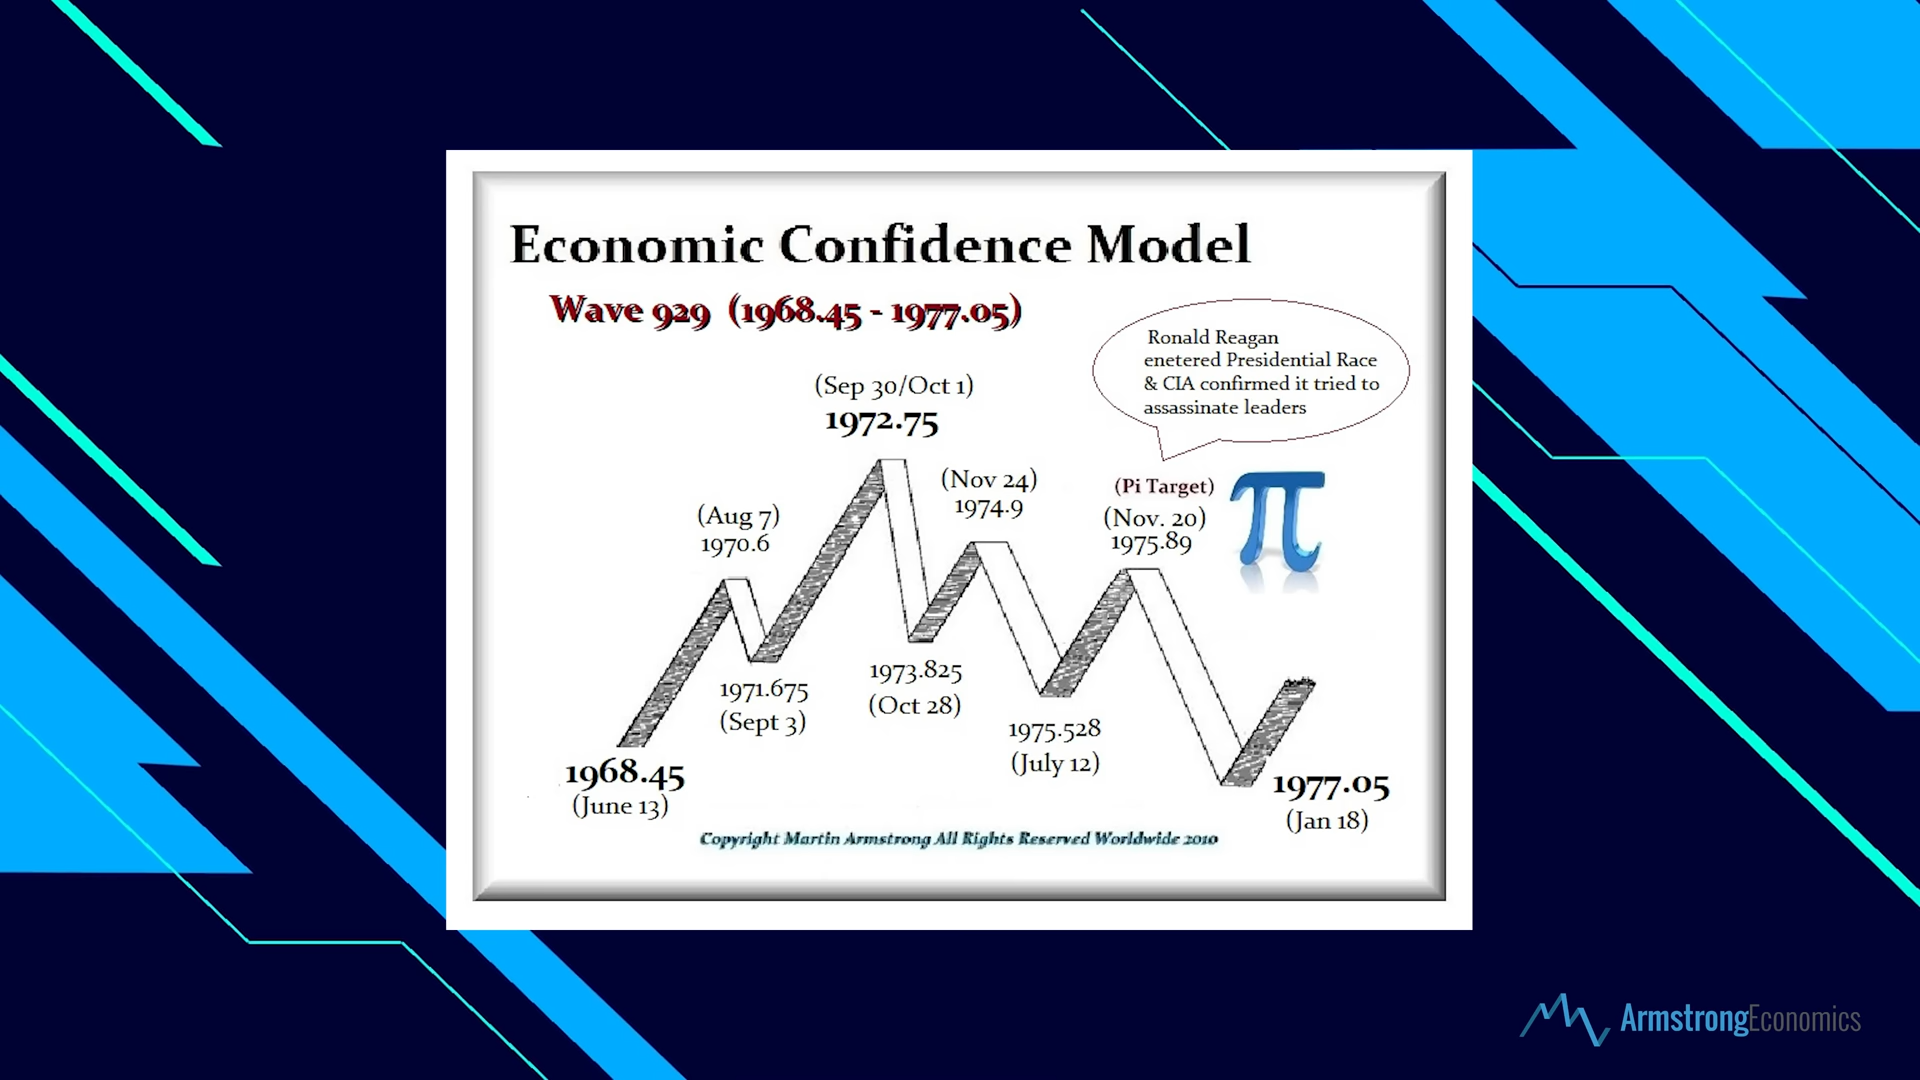 Economic Confidence Model
Wave 929 (1968.45 - 1977.05)
Ronald Reagan
enetered Presidential Race
& CIA confirmed it tried to
assassinate leaders
(Sep 30/Oct 1)
1972.75
(Nov 24)
1974.9
(Pi Target)
(Nov. 20)
1975.89
π
(Aug 7)
1970.6
1971.675
(Sept 3)
1973.825
(Oct 28)
1975.528
(July 12)
1968.45
(June 13)
1977.05
(Jan 18)
Copyright Martin Armstrong All Rights Reserved Worldwide 2010
ArmstrongEconomics